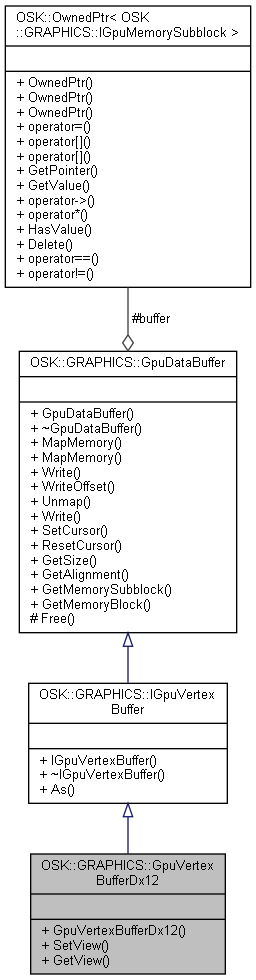 OSK::OwnedPtr< OSK
::GRAPHICS::IGpuMemorySubblock >
+ OwnedPtr()
+ OwnedPtr()
+ OwnedPtr()
+ operator=()
+ operator[]()
+ operator[]()
+ GetPointer()
+ GetValue()
+ operator->()
+ operator*()
+ HasValue()
+ Delete()
+ operator==()
+ operator!=()
#buffer
OSK::GRAPHICS::GpuDataBuffer
+ GpuDataBuffer()
+ ~GpuDataBuffer()
+ MapMemory()
+ MapMemory()
+ Write()
+ WriteOffset()
+ Unmap()
+ Write()
+ SetCursor()
+ ResetCursor()
+ GetSize()
+ GetAlignment()
+ GetMemorySubblock()
+ GetMemoryBlock()
# Free()
OSK::GRAPHICS::IGpuVertex
Buffer
+ IGpuVertexBuffer()
+ ~IGpuVertexBuffer()
+ As()
OSK::GRAPHICS::GpuVertex
BufferDx12
+ GpuVertexBufferDx12()
+ SetView()
+ GetView()